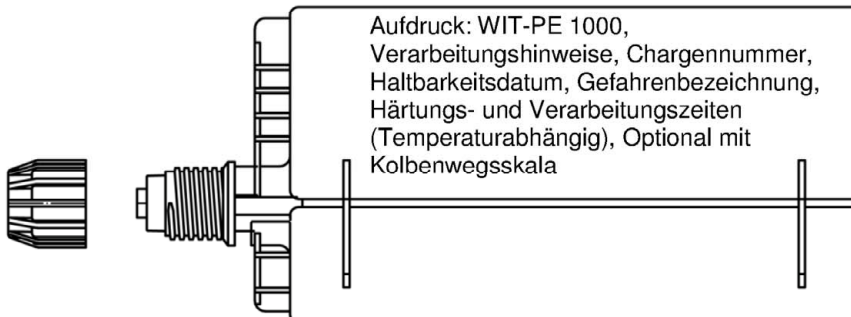 Aufdruck: WIT-PE 1000,
Verarbeitungshinweise, Chargennummer,
Haltbarkeitsdatum, Gefahrenbezeichnung,
Härtungs- und Verarbeitungszeiten
(Temperaturabhängig), Optional mit
Kolbenwegsskala